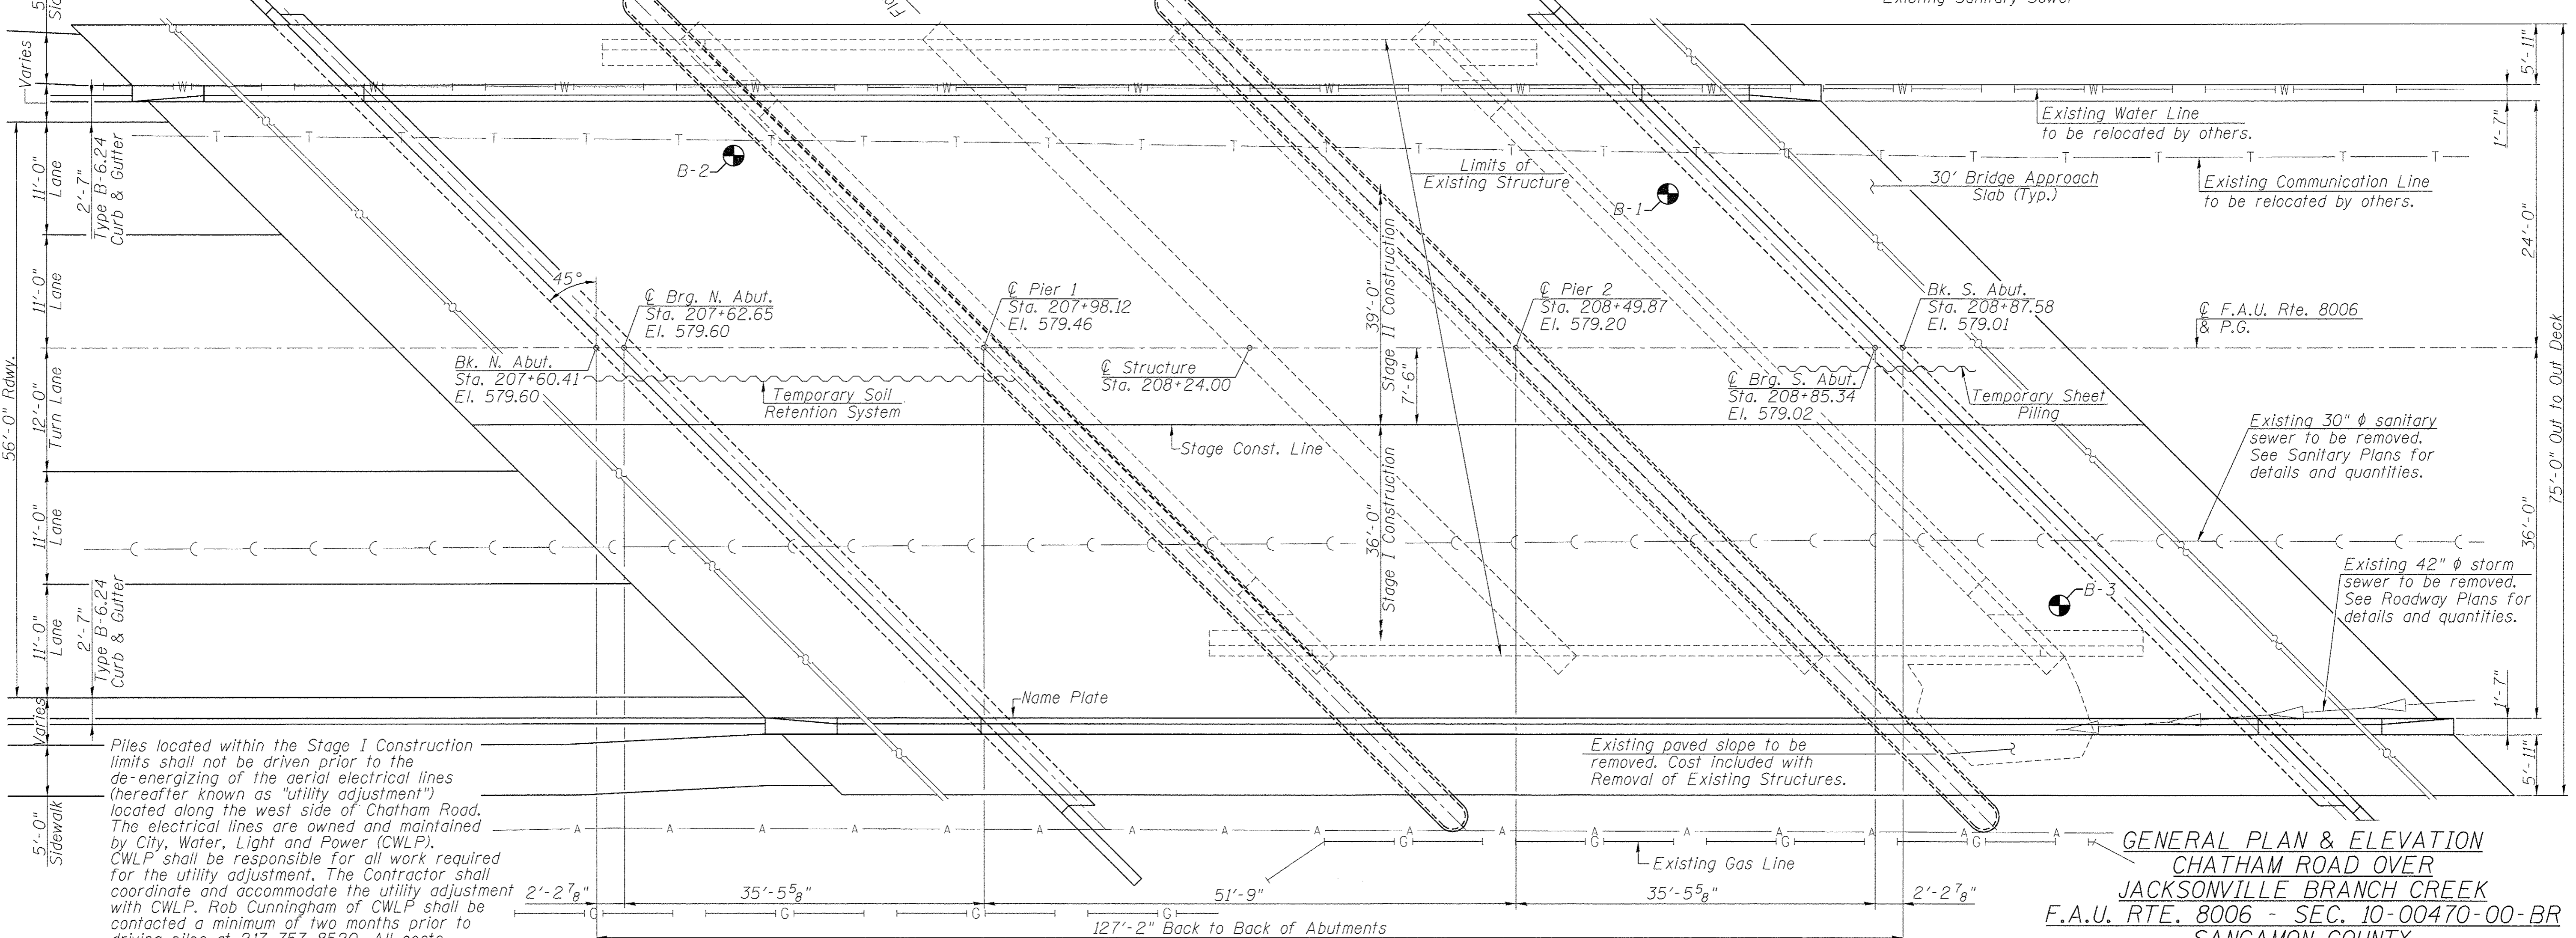 Existing Sanitary Sewer
5'-11"
Varies
Existing Water Line
to be relocated by others.
1'-7"
11'-0"
Lane
2'-7"
Type B-6.24
Curb & Gutter
B-2
Limits of
Existing Structure
B-1
30' Bridge Approach
Slab (Typ.)
Existing Communication Line
to be relocated by others.
24'-0"
11'-0"
Lane
45°
℄ Brg. N. Abut.
Sta. 207+62.65
El. 579.60
℄ Pier 1
Sta. 207+98.12
El. 579.46
39'-0"
Stage II Construction
℄ Pier 2
Sta. 208+49.87
El. 579.20
Bk. S. Abut.
Sta. 208+87.58
El. 579.01
℄ F.A.U. Rte. 8006
& P.G.
56'-0" Rdwy.
12'-0"
Turn Lane
Bk. N. Abut.
Sta. 207+60.41
El. 579.60
Temporary Soil
Retention System
℄ Structure
Sta. 208+24.00
7'-6"
℄ Brg. S. Abut.
Sta. 208+85.34
El. 579.02
Temporary Sheet
Piling
75'-0" Out to Out Deck
Stage Const. Line
Existing 30" ϕ sanitary
sewer to be removed.
See Sanitary Plans for
details and quantities.
11'-0"
Lane
36'-0"
Stage I Construction
36'-0"
Existing 42" ϕ storm
sewer to be removed.
See Roadway Plans for
details and quantities.
11'-0"
Lane
2'-7"
Type B-6.24
Curb & Gutter
B-3
Name Plate
1'-7"
Varies
Existing paved slope to be
removed. Cost included with
Removal of Existing Structures.
5'-11"
5'-0"
Sidewalk
Piles located within the Stage I Construction
limits shall not be driven prior to the
de-energizing of the aerial electrical lines
(hereafter known as "utility adjustment")
located along the west side of Chatham Road.
The electrical lines are owned and maintained
by City, Water, Light and Power (CWLP).
CWLP shall be responsible for all work required
for the utility adjustment. The Contractor shall
coordinate and accommodate the utility adjustment
with CWLP. Rob Cunningham of CWLP shall be
contacted a minimum of two months prior to
driving piles at 217-757-8520. All costs
Existing Gas Line
2'-2⅞"
35'-5⅝"
51'-9"
35'-5⅝"
2'-2⅞"
127'-2" Back to Back of Abutments
GENERAL PLAN & ELEVATION
CHATHAM ROAD OVER
JACKSONVILLE BRANCH CREEK
F.A.U. RTE. 8006 - SEC. 10-00470-00-BR
SANGAMON COUNTY